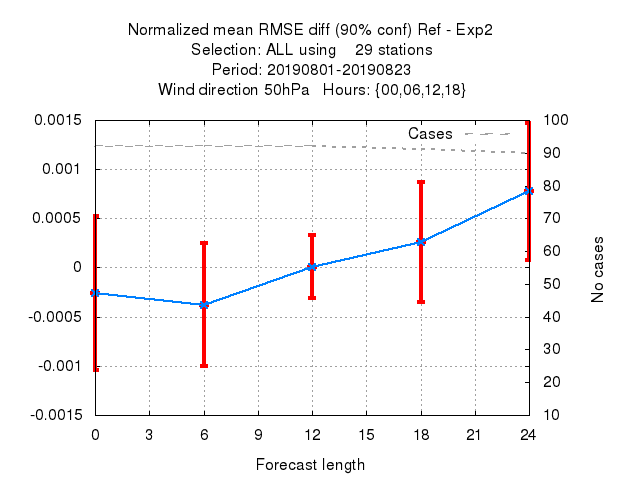 Normalized mean RMSE diff (90% conf) Ref - Exp2
Selection: ALL using    29 stations
Period: 20190801-20190823
Wind direction 50hPa   Hours: {00,06,12,18}
Cases
0.0015
0.001
0.0005
0
-0.0005
-0.001
-0.0015
100
90
80
70
60
50
40
30
20
10
No cases
0 3 6 9 12 15 18 21 24
Forecast length